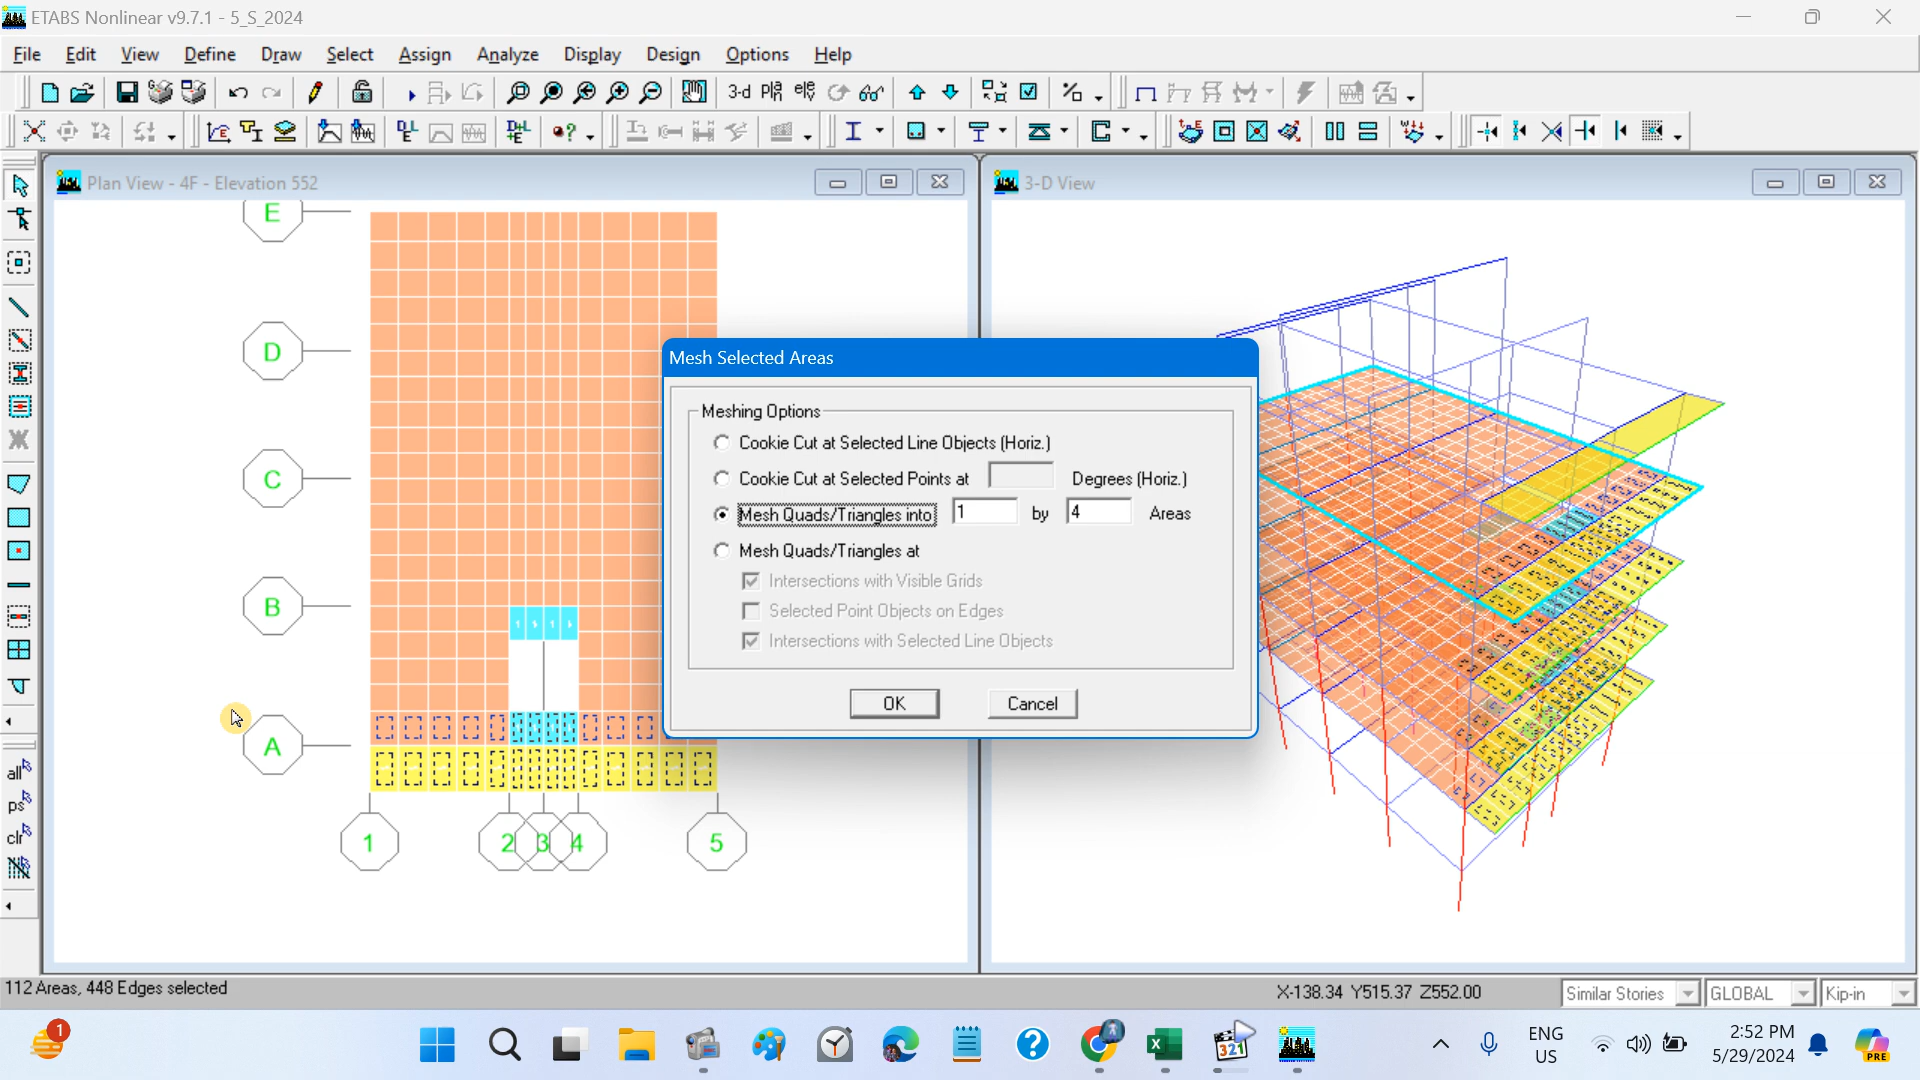 ETABS Nonlinear v9.7.1 - 5_S_2024
File Edit View Define Draw Select Assign Analyze Display Design Options Help
3-d
Plan View - 4F - Elevation 552
3-D View
E
D
C
B
A
1
2
3
4
5
Mesh Selected Areas
Meshing Options
Cookie Cut at Selected Line Objects (Horiz.)
Cookie Cut at Selected Points at Degrees (Horiz.)
Mesh Quads/Triangles into 1 by 4 Areas
Mesh Quads/Triangles at
Intersections with Visible Grids
Selected Point Objects on Edges
Intersections with Selected Line Objects
OK Cancel
all
ps
clr
112 Areas, 448 Edges selected
X-138.34 Y515.37 Z552.00
Similar Stories GLOBAL Kip-in
1
321
ENG
US
2:52 PM
5/29/2024
PRE